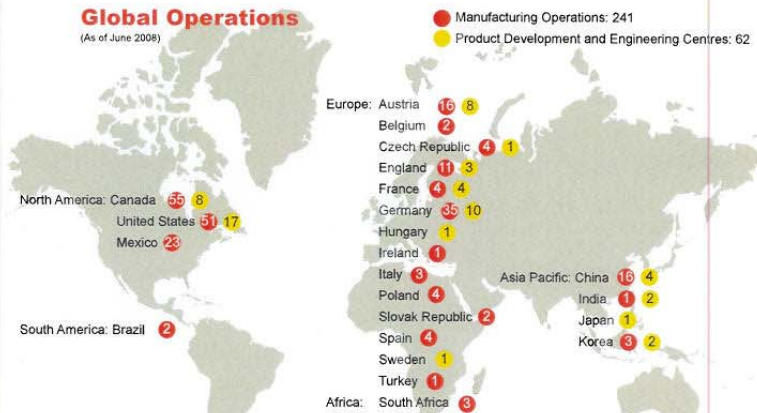 Global Operations
(As of June 2008)
Manufacturing Operations: 241
Product Development and Engineering Centres: 62
North America: Canada 55 8
United States 51 17
Mexico 23
South America: Brazil 2
Europe: Austria 16 8
Belgium 2
Czech Republic 4 1
England 11 3
France 4 4
Germany 35 10
Hungary 1
Ireland 1
Italy 3
Poland 4
Slovak Republic 2
Spain 4
Sweden 1
Turkey 1
Africa: South Africa 3
Asia Pacific: China 16 4
India 1 2
Japan 1
Korea 3 2